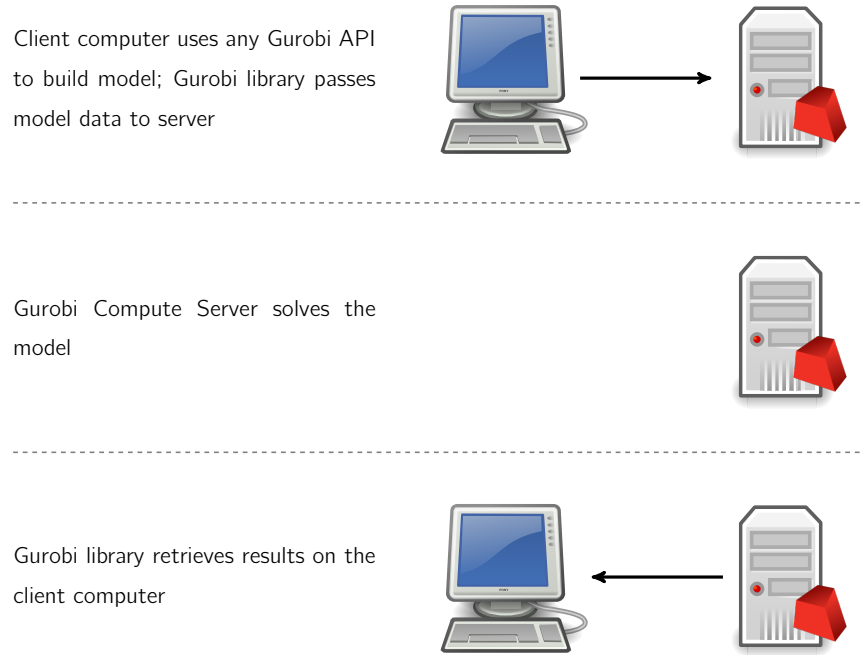 Client computer uses any Gurobi API
to build model; Gurobi library passes
model data to server
Gurobi Compute Server solves the
model
Gurobi library retrieves results on the
client computer